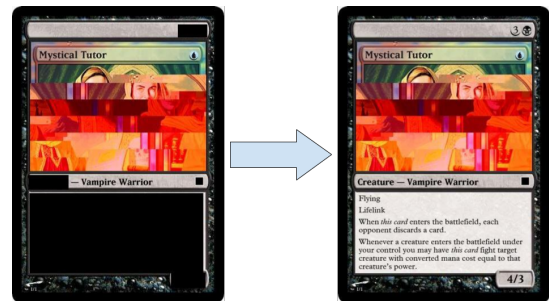 Mystical Tutor
— Vampire Warrior
3
Mystical Tutor
Creature — Vampire Warrior
Flying
Lifelink
When this card enters the battlefield, each
opponent discards a card.
Whenever a creature enters the battlefield under
your control you may have this card fight target
creature with converted mana cost equal to that
creature's power.
4/3